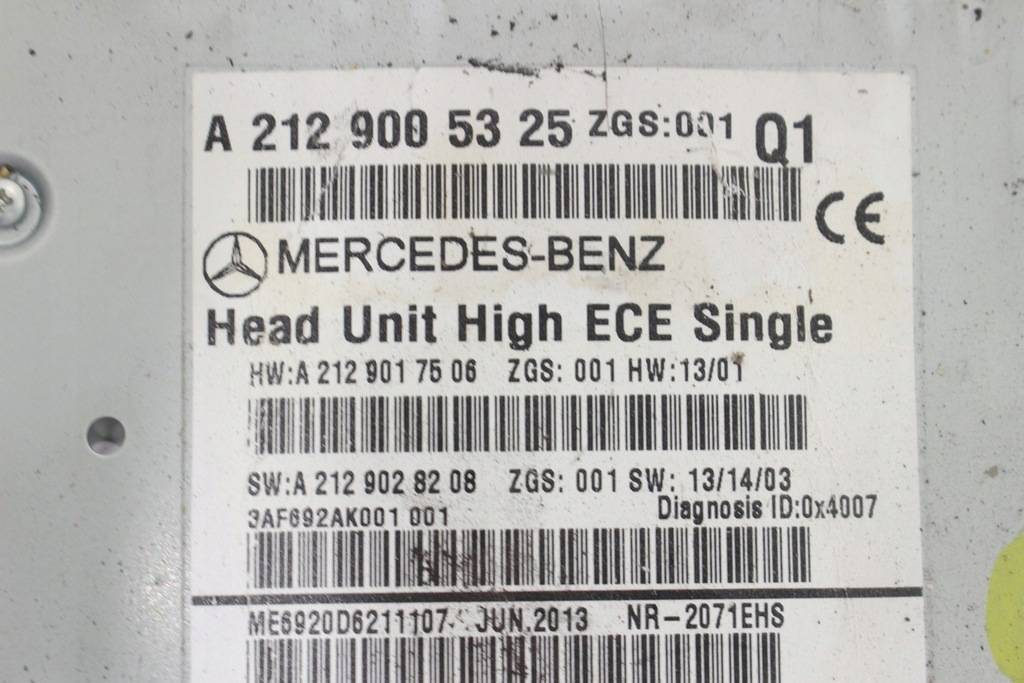 A 212 900 53 25 ZGS:001 Q1
CE
MERCEDES-BENZ
Head Unit High ECE Single
HW:A 212 901 75 06 ZGS: 001 HW:13/01
SW:A 212 902 82 08 ZGS: 001 SW: 13/14/03
3AF692AK001 001 Diagnosis ID:0x4007
ME6920D6211107 JUN.2013 NR-2071EHS